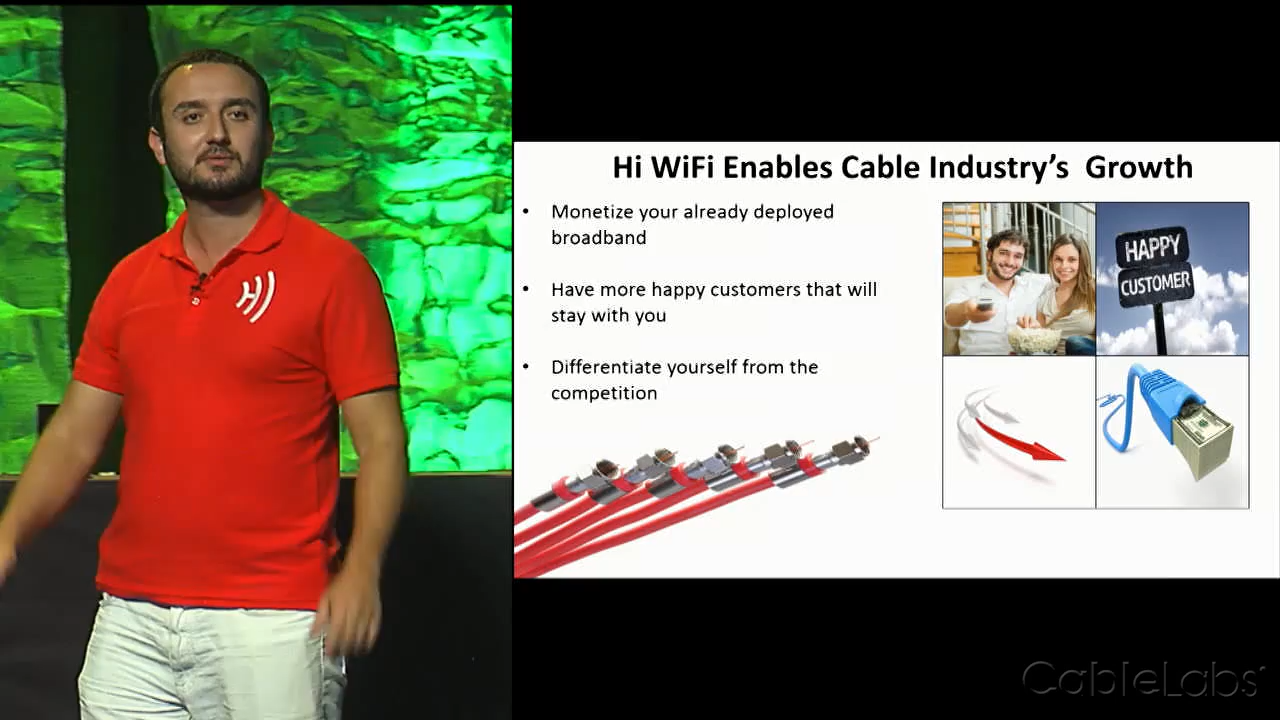 Hi WiFi Enables Cable Industry’s  Growth
• Monetize your already deployed
broadband
• Have more happy customers that will
stay with you
• Differentiate yourself from the
competition
HAPPY
CUSTOMER
H
CableLabs